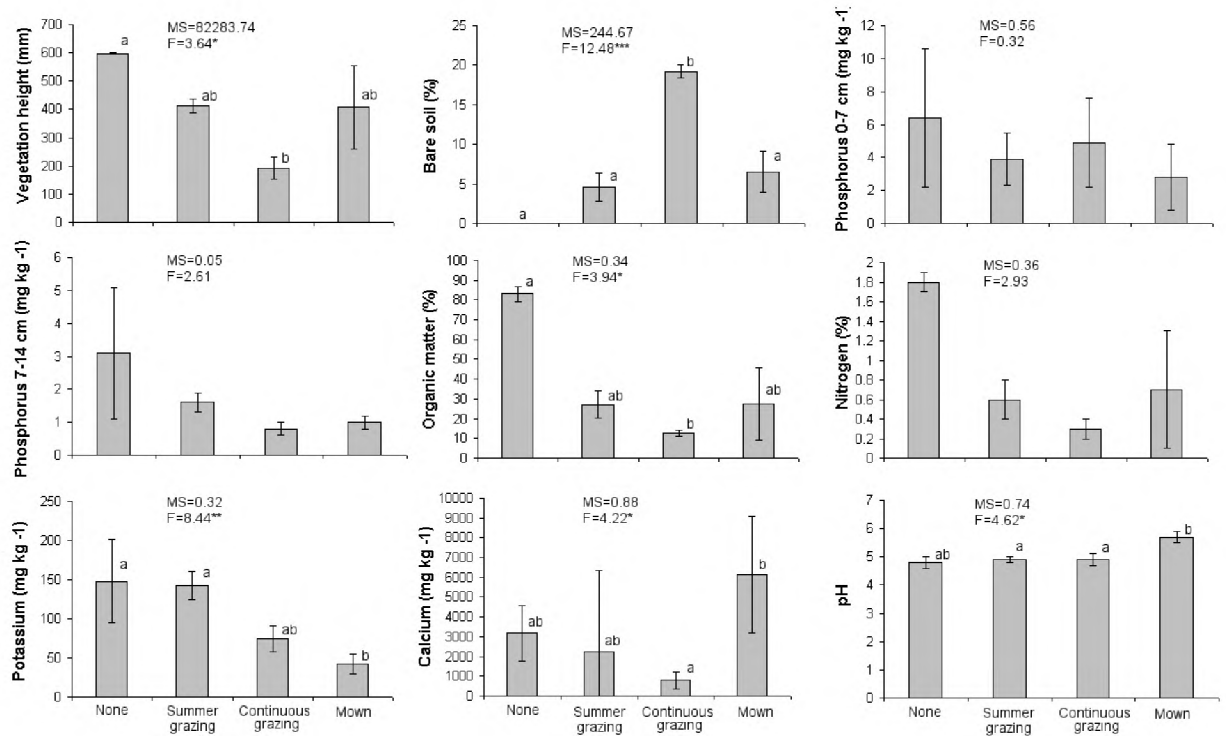 Vegetation height (mm)
700
600
500
400
300
200
100
0
MS=82283.74
F=3.64*
a
ab
b
ab
Bare soil (%)
25
20
15
10
5
0
MS=244.67
F=12.48***
a
a
b
a
Phosphorus 0-7 cm (mg kg -1)
14
12
10
8
6
4
2
0
MS=0.56
F=0.32
Phosphorus 7-14 cm (mg kg -1)
6
5
4
3
2
1
0
MS=0.05
F=2.61
Organic matter (%)
100
90
80
70
60
50
40
30
20
10
0
MS=0.34
F=3.94*
a
ab
b
ab
Nitrogen (%)
2
1.8
1.6
1.4
1.2
1
0.8
0.6
0.4
0.2
0
MS=0.36
F=2.93
Potassium (mg kg -1)
250
200
150
100
50
0
MS=0.32
F=8.44**
a
a
ab
b
None
Summer
grazing
Continuous
grazing
Mown
Calcium (mg kg -1)
10000
9000
8000
7000
6000
5000
4000
3000
2000
1000
0
MS=0.88
F=4.22*
ab
ab
a
b
None
Summer
grazing
Continuous
grazing
Mown
pH
7
6
5
4
3
2
1
0
MS=0.74
F=4.62*
ab
a
a
b
None
Summer
grazing
Continuous
grazing
Mown